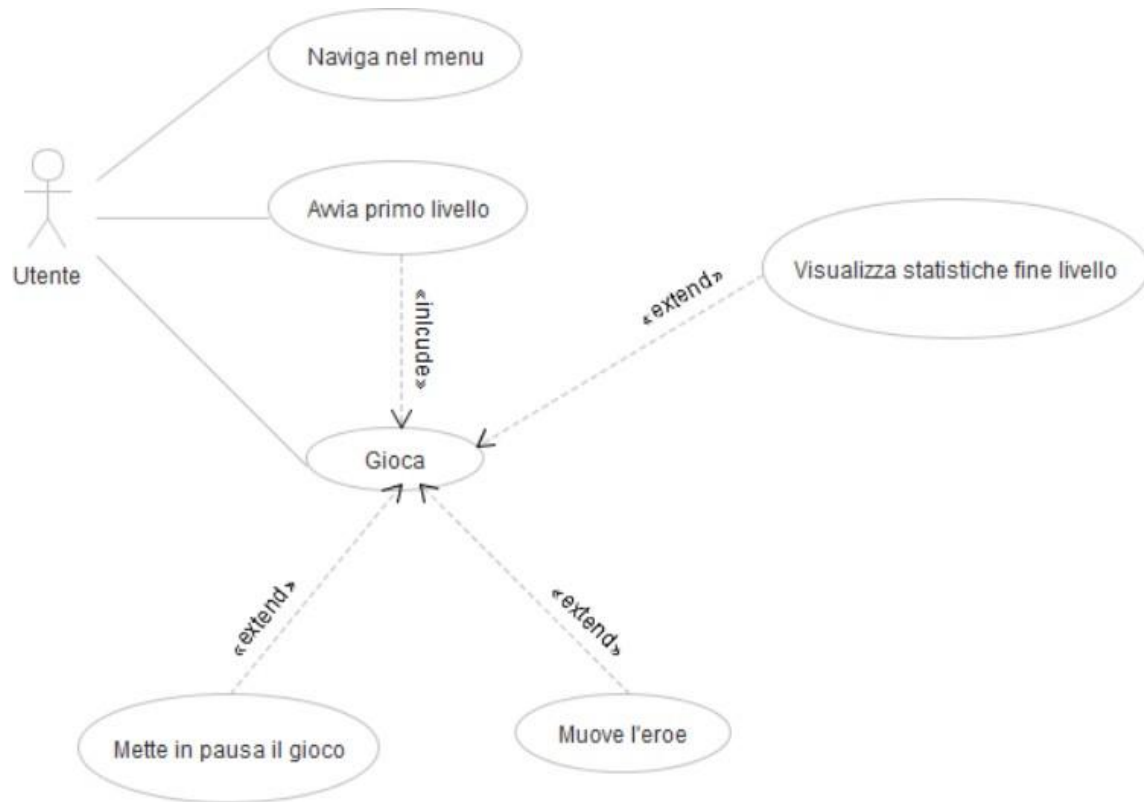 Naviga nel menu
Avvia primo livello
Utente
Visualizza statistiche fine livello
«extend»
«inlcude»
Gioca
«extend»
«extend»
Mette in pausa il gioco
Muove l'eroe